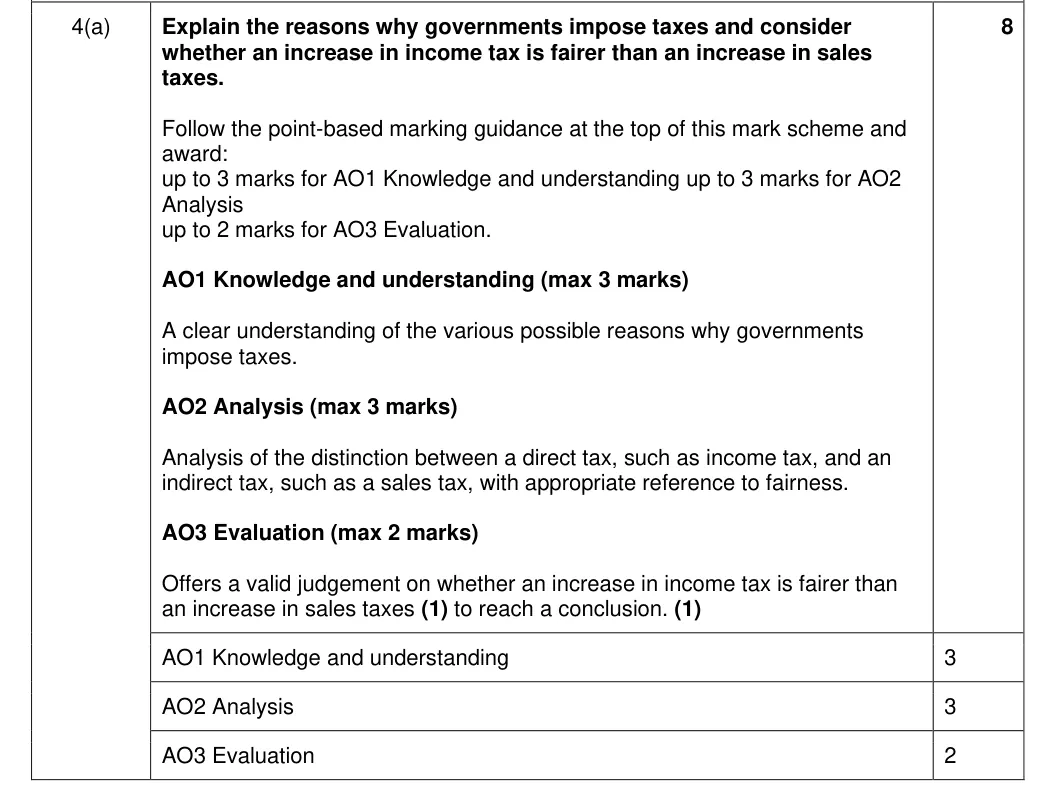 4(a)
Explain the reasons why governments impose taxes and consider
whether an increase in income tax is fairer than an increase in sales
taxes.
8
Follow the point-based marking guidance at the top of this mark scheme and
award:
up to 3 marks for AO1 Knowledge and understanding up to 3 marks for AO2
Analysis
up to 2 marks for AO3 Evaluation.
AO1 Knowledge and understanding (max 3 marks)
A clear understanding of the various possible reasons why governments
impose taxes.
AO2 Analysis (max 3 marks)
Analysis of the distinction between a direct tax, such as income tax, and an
indirect tax, such as a sales tax, with appropriate reference to fairness.
AO3 Evaluation (max 2 marks)
Offers a valid judgement on whether an increase in income tax is fairer than
an increase in sales taxes (1) to reach a conclusion. (1)
AO1 Knowledge and understanding 3
AO2 Analysis 3
AO3 Evaluation 2